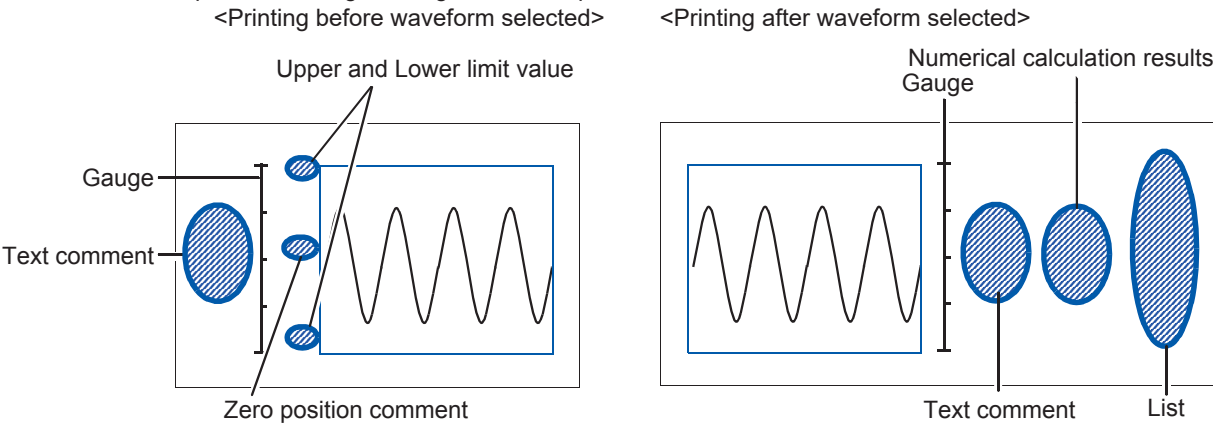 <Printing before waveform selected>
<Printing after waveform selected>
Upper and Lower limit value
Numerical calculation results
Gauge
Gauge
Text comment
Zero position comment
Text comment
List